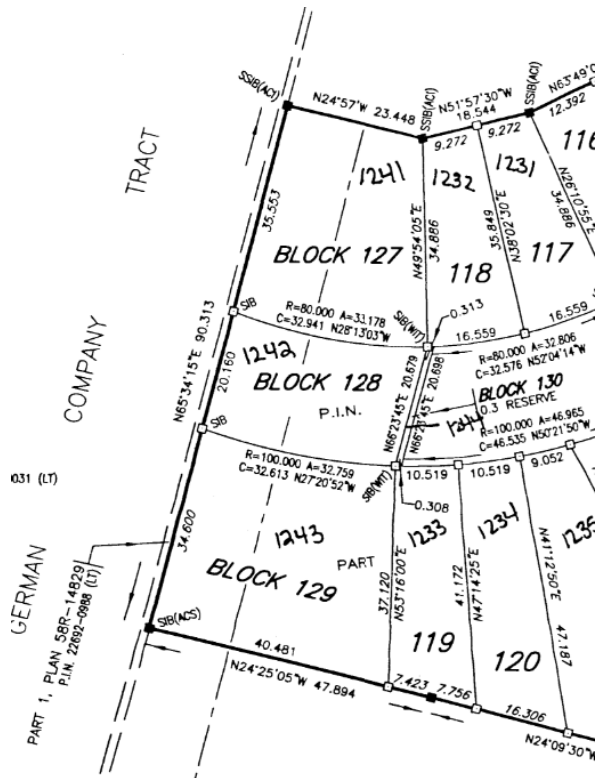 SSIB(ACI)
N24°57'W 23.448
SSIB(ACI)
N51°57'30"W
18.544
SSIB(ACI)
N63°49'0
12.392
9.272
9.272
TRACT
1241
1232
1231
116
35.553
N49°54'05"E
34.886
35.849
N38°02'30"E
N26°10'55"E
34.886
BLOCK 127
118
117
R=80.000 A=33.178
C=32.941 N28°13'03"W
SIB
SIB(WIT)
0.313
16.559
16.559
COMPANY
N65°34'15"E 90.313
20.160
1242
BLOCK 128
P.I.N.
N66°23'45"E 20.679
N66°23'45"E 20.698
R=80.000 A=32.806
C=32.576 N52°04'14"W
BLOCK 130
0.3 RESERVE
1244
R=100.000 A=46.965
C=46.535 N50°21'50"W
SIB
R=100.000 A=32.759
C=32.613 N27°20'52"W
SIB(WIT)
10.519
10.519
9.052
0.308
031 (LT)
GERMAN
34.600
1243
1233
1234
1235
PART
BLOCK 129
37.120
N53°16'00"E
41.172
N47°14'25"E
N41°12'50"E
47.187
PART 1, PLAN 58R-14829
P.I.N. 22692-0988 (LT)
SIB(ACS)
40.481
N24°25'05"W 47.894
119
120
7.423
7.756
16.306
N24°09'30"W